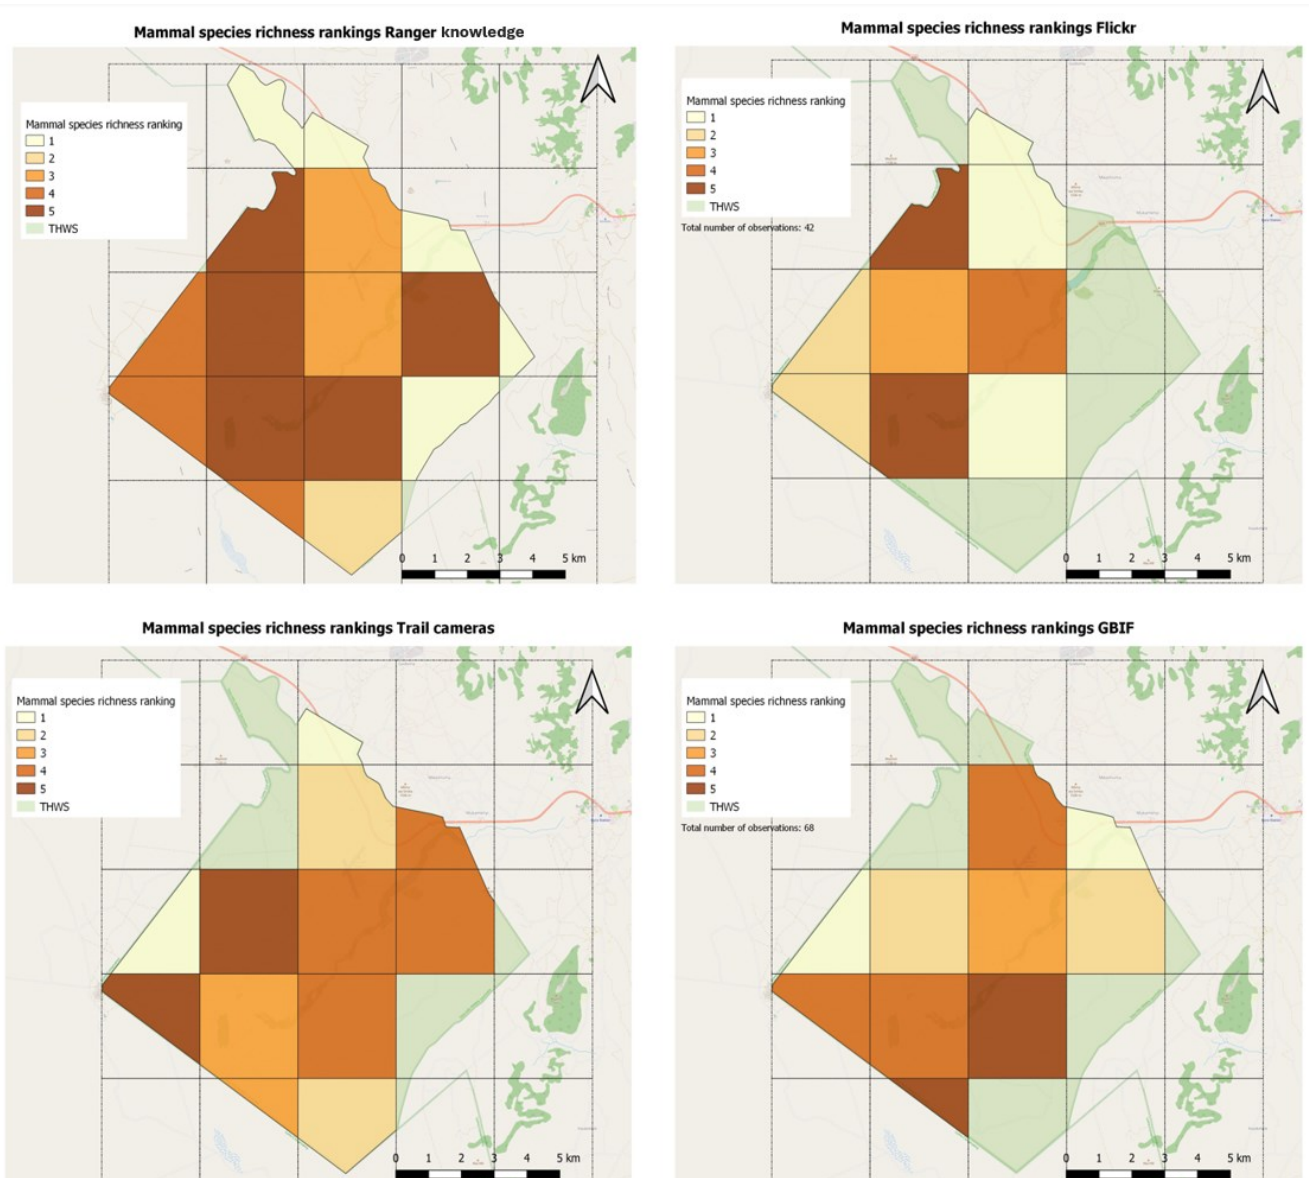 Mammal species richness rankings Ranger knowledge
Mammal species richness ranking
1
2
3
4
5
THWS
0 1 2 3 4 5 km
Mammal species richness rankings Flickr
Mammal species richness ranking
1
2
3
4
5
THWS
Total number of observations: 42
0 1 2 3 4 5 km
Mammal species richness rankings Trail cameras
Mammal species richness ranking
1
2
3
4
5
THWS
0 1 2 3 4 5 km
Mammal species richness rankings GBIF
Mammal species richness ranking
1
2
3
4
5
THWS
Total number of observations: 68
0 1 2 3 4 5 km